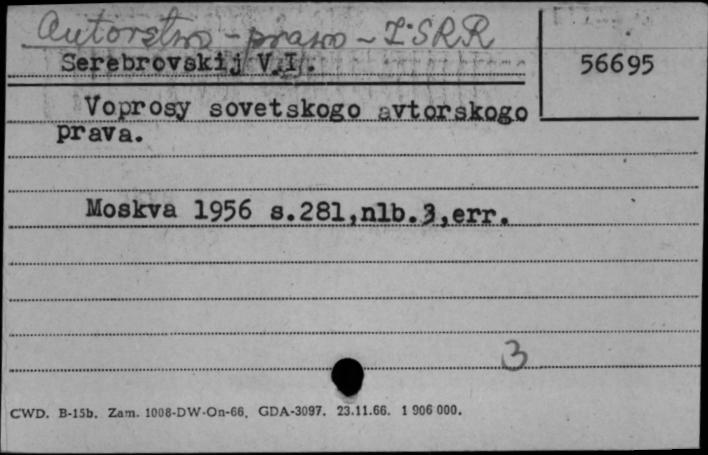 Autorstwo - prawo - ZSRR
Serebrovskij V.I.
56695
Voprosy sovetskogo avtorskogo
prava.
Moskva 1956 s.281,nlb.3,err.
3
CWD. B-15b. Zam. 1008-DW-On-66. GDA-3097. 23.11.66. 1 906 000.